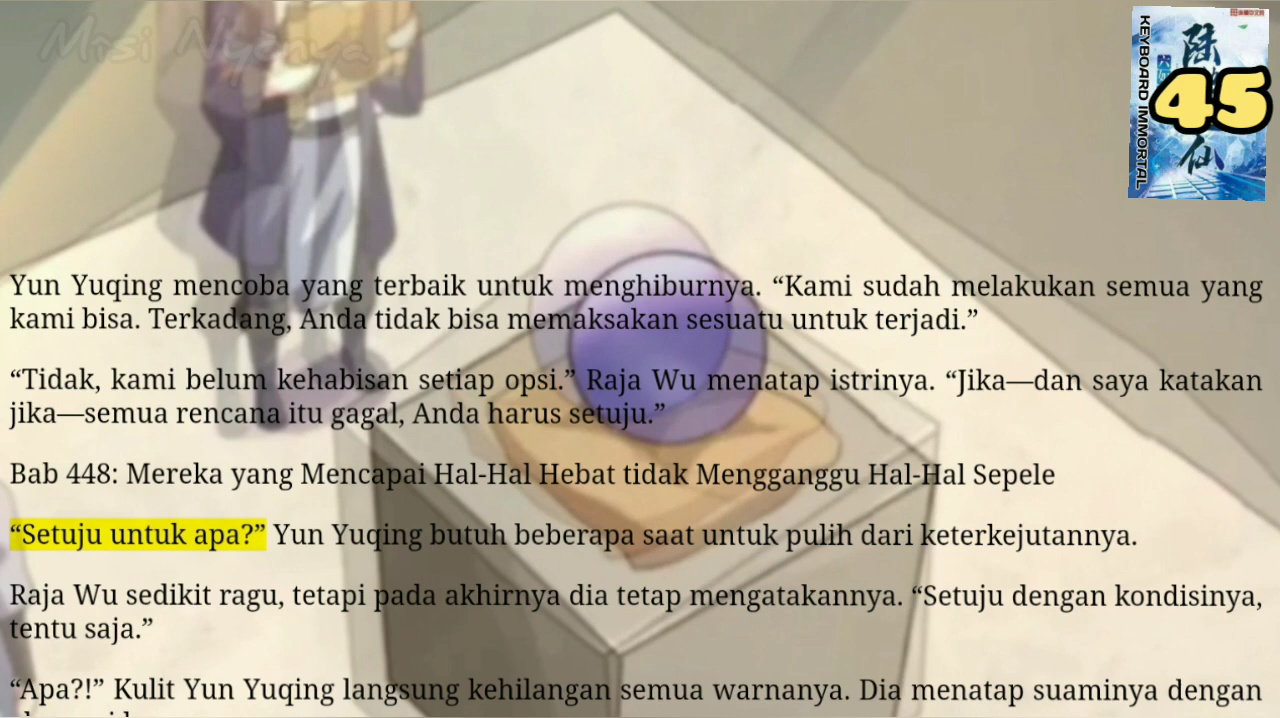 Misi Nyanya
KEYBOARD IMMORTAL
45
仙
Yun Yuqing mencoba yang terbaik untuk menghiburnya. “Kami sudah melakukan semua yang
kami bisa. Terkadang, Anda tidak bisa memaksakan sesuatu untuk terjadi.”
“Tidak, kami belum kehabisan setiap opsi.” Raja Wu menatap istrinya. “Jika—dan saya katakan
jika—semua rencana itu gagal, Anda harus setuju.”
Bab 448: Mereka yang Mencapai Hal-Hal Hebat tidak Mengganggu Hal-Hal Sepele
“Setuju untuk apa?” Yun Yuqing butuh beberapa saat untuk pulih dari keterkejutannya.
Raja Wu sedikit ragu, tetapi pada akhirnya dia tetap mengatakannya. “Setuju dengan kondisinya,
tentu saja.”
“Apa?!” Kulit Yun Yuqing langsung kehilangan semua warnanya. Dia menatap suaminya dengan